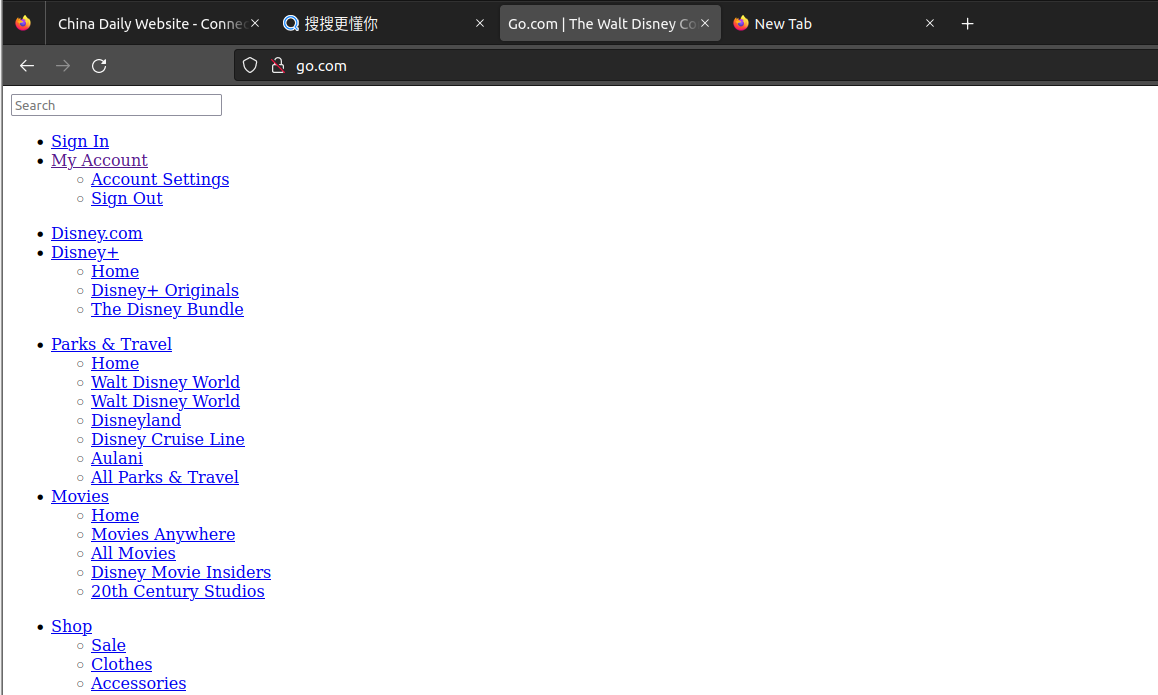 China Daily Website - Connec
搜搜更懂你
Go.com | The Walt Disney Co
New Tab
go.com
Search
Sign In
My Account
Account Settings
Sign Out
Disney.com
Disney+
Home
Disney+ Originals
The Disney Bundle
Parks & Travel
Home
Walt Disney World
Walt Disney World
Disneyland
Disney Cruise Line
Aulani
All Parks & Travel
Movies
Home
Movies Anywhere
All Movies
Disney Movie Insiders
20th Century Studios
Shop
Sale
Clothes
Accessories